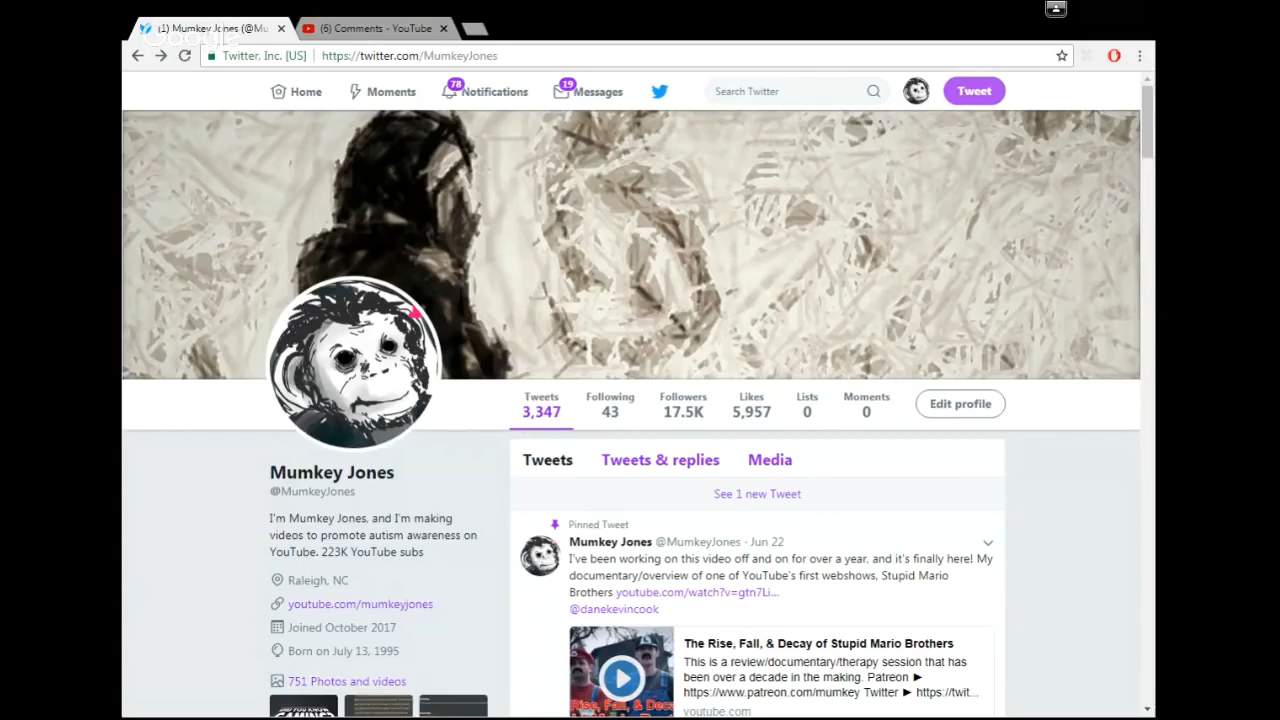 (1) Mumkey Jones (@Mu
(6) Comments - YouTube
Google
Twitter, Inc. [US]
https://twitter.com/MumkeyJones
Home
Moments
78
Notifications
19
Messages
Search Twitter
Tweet
Tweets
Following
Followers
Likes
Lists
Moments
3,347
43
17.5K
5,957
0
0
Edit profile
Mumkey Jones
@MumkeyJones
I'm Mumkey Jones, and I'm making
videos to promote autism awareness on
YouTube. 223K YouTube subs
Raleigh, NC
youtube.com/mumkeyjones
Joined October 2017
Born on July 13, 1995
751 Photos and videos
Tweets
Tweets & replies
Media
See 1 new Tweet
Pinned Tweet
Mumkey Jones @MumkeyJones · Jun 22
I've been working on this video off and on for over a year, and it's finally here! My
documentary/overview of one of YouTube's first webshows, Stupid Mario
Brothers youtube.com/watch?v=gtn7Li...
@danekevincook
The Rise, Fall, & Decay of Stupid Mario Brothers
This is a review/documentary/therapy session that has
been over a decade in the making. Patreon ►
https://www.patreon.com/mumkey Twitter ► https://twit...
youtube.com
Rise, Fall, & Deca